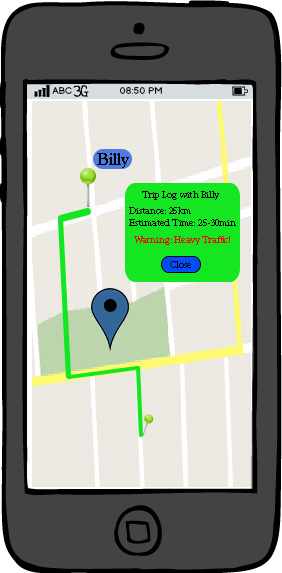 ABC 3G 08:50 PM
Billy
Trip Log with Billy
Distance: 25km
Estimated Time: 25-30min
Warning: Heavy Traffic!
Close